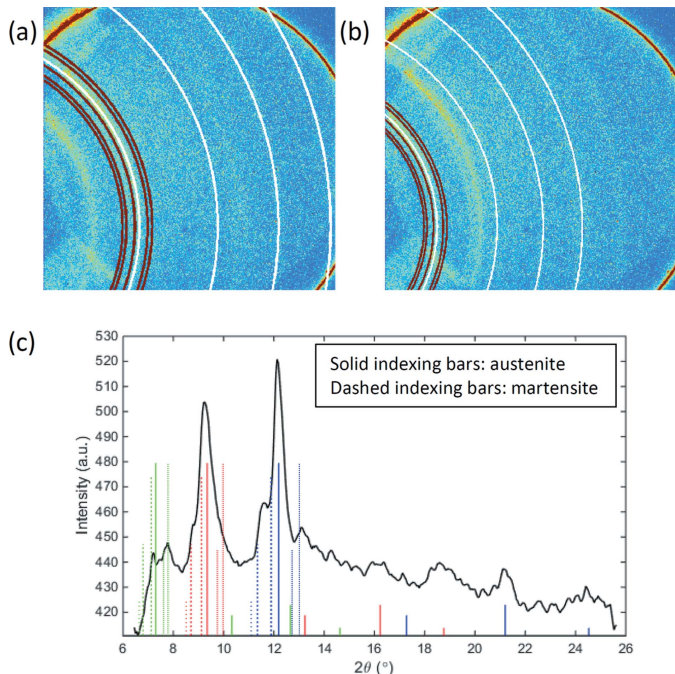 (a)
(b)
(c)
Solid indexing bars: austenite
Dashed indexing bars: martensite
Intensity (a.u.)
530
520
510
500
490
480
470
460
450
440
430
420
6 8 10 12 14 16 18 20 22 24 26
2θ (°)